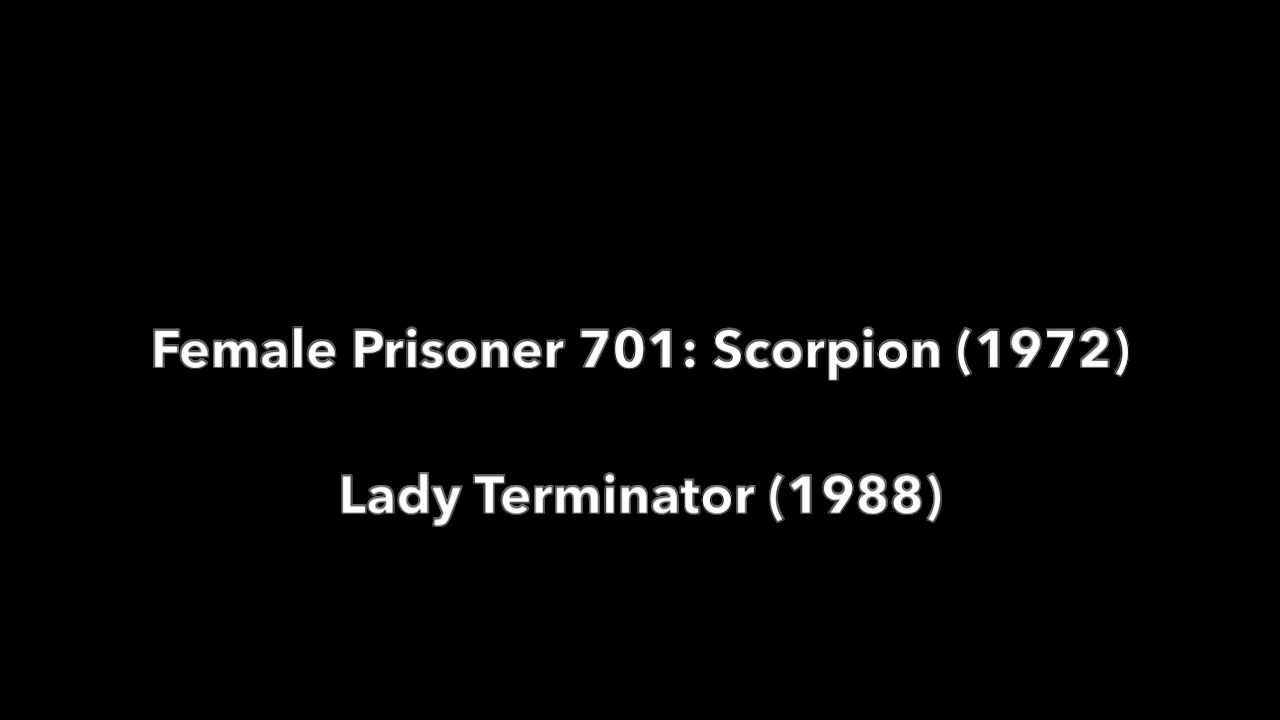 Female Prisoner 701: Scorpion (1972)
Lady Terminator (1988)